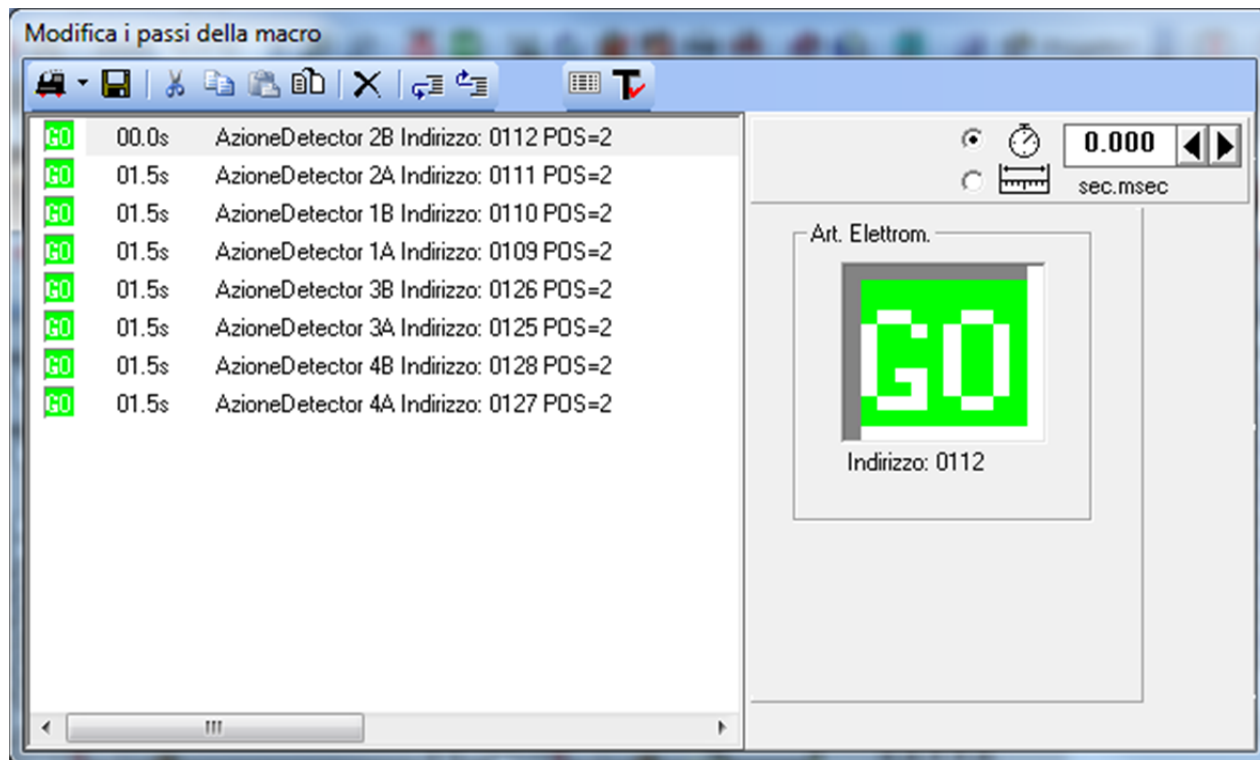 Modifica i passi della macro
GO 00.0s AzioneDetector 2B Indirizzo: 0112 POS=2
GO 01.5s AzioneDetector 2A Indirizzo: 0111 POS=2
GO 01.5s AzioneDetector 1B Indirizzo: 0110 POS=2
GO 01.5s AzioneDetector 1A Indirizzo: 0109 POS=2
GO 01.5s AzioneDetector 3B Indirizzo: 0126 POS=2
GO 01.5s AzioneDetector 3A Indirizzo: 0125 POS=2
GO 01.5s AzioneDetector 4B Indirizzo: 0128 POS=2
GO 01.5s AzioneDetector 4A Indirizzo: 0127 POS=2
0.000
sec.msec
Art. Elettrom.
GO
Indirizzo: 0112